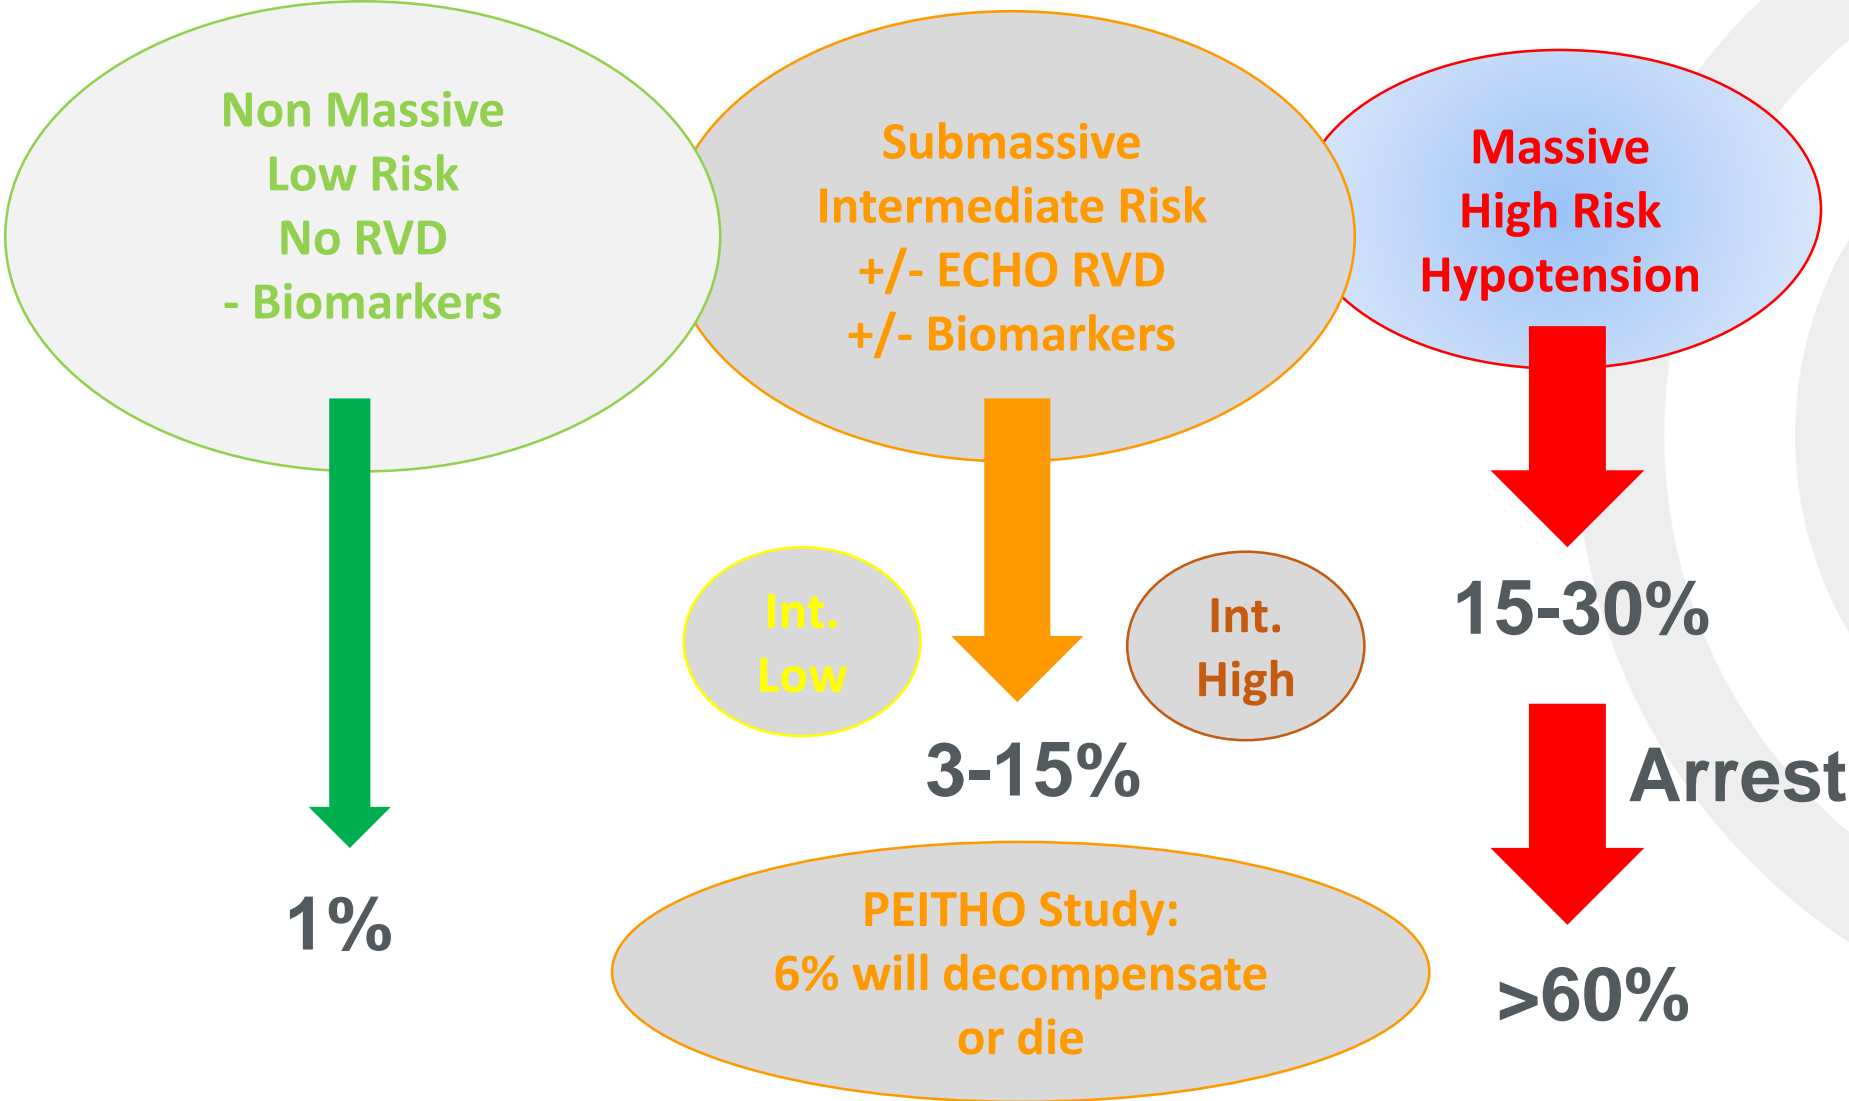 Non Massive
Low Risk
No RVD
- Biomarkers
Submassive
Intermediate Risk
+/- ECHO RVD
+/- Biomarkers
Massive
High Risk
Hypotension
Int.
Low
Int.
High
15-30%
3-15%
Arrest
1%
PEITHO Study:
6% will decompensate
or die
>60%